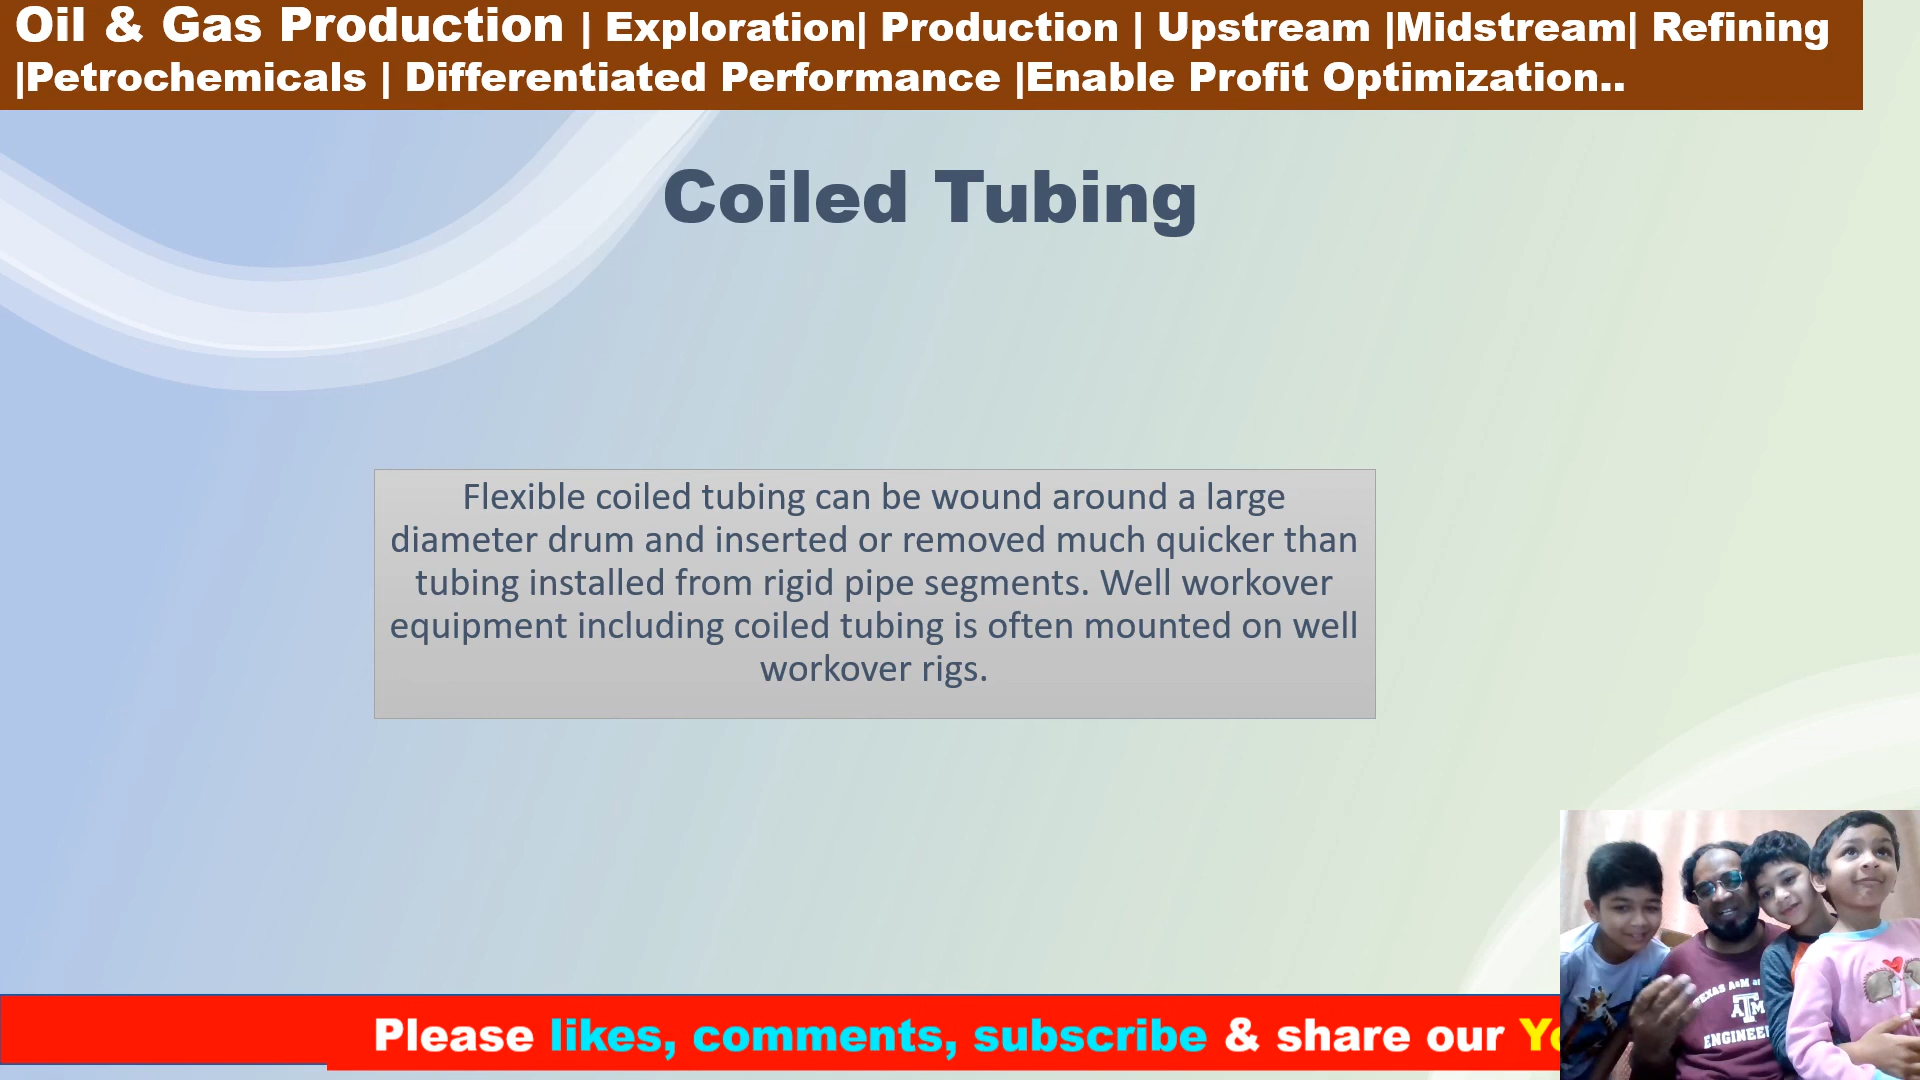 Oil & Gas Production | Exploration| Production | Upstream |Midstream| Refining
|Petrochemicals | Differentiated Performance |Enable Profit Optimization..
Coiled Tubing
Flexible coiled tubing can be wound around a large
diameter drum and inserted or removed much quicker than
tubing installed from rigid pipe segments. Well workover
equipment including coiled tubing is often mounted on well
workover rigs.
Please likes, comments, subscribe & share our
ATM